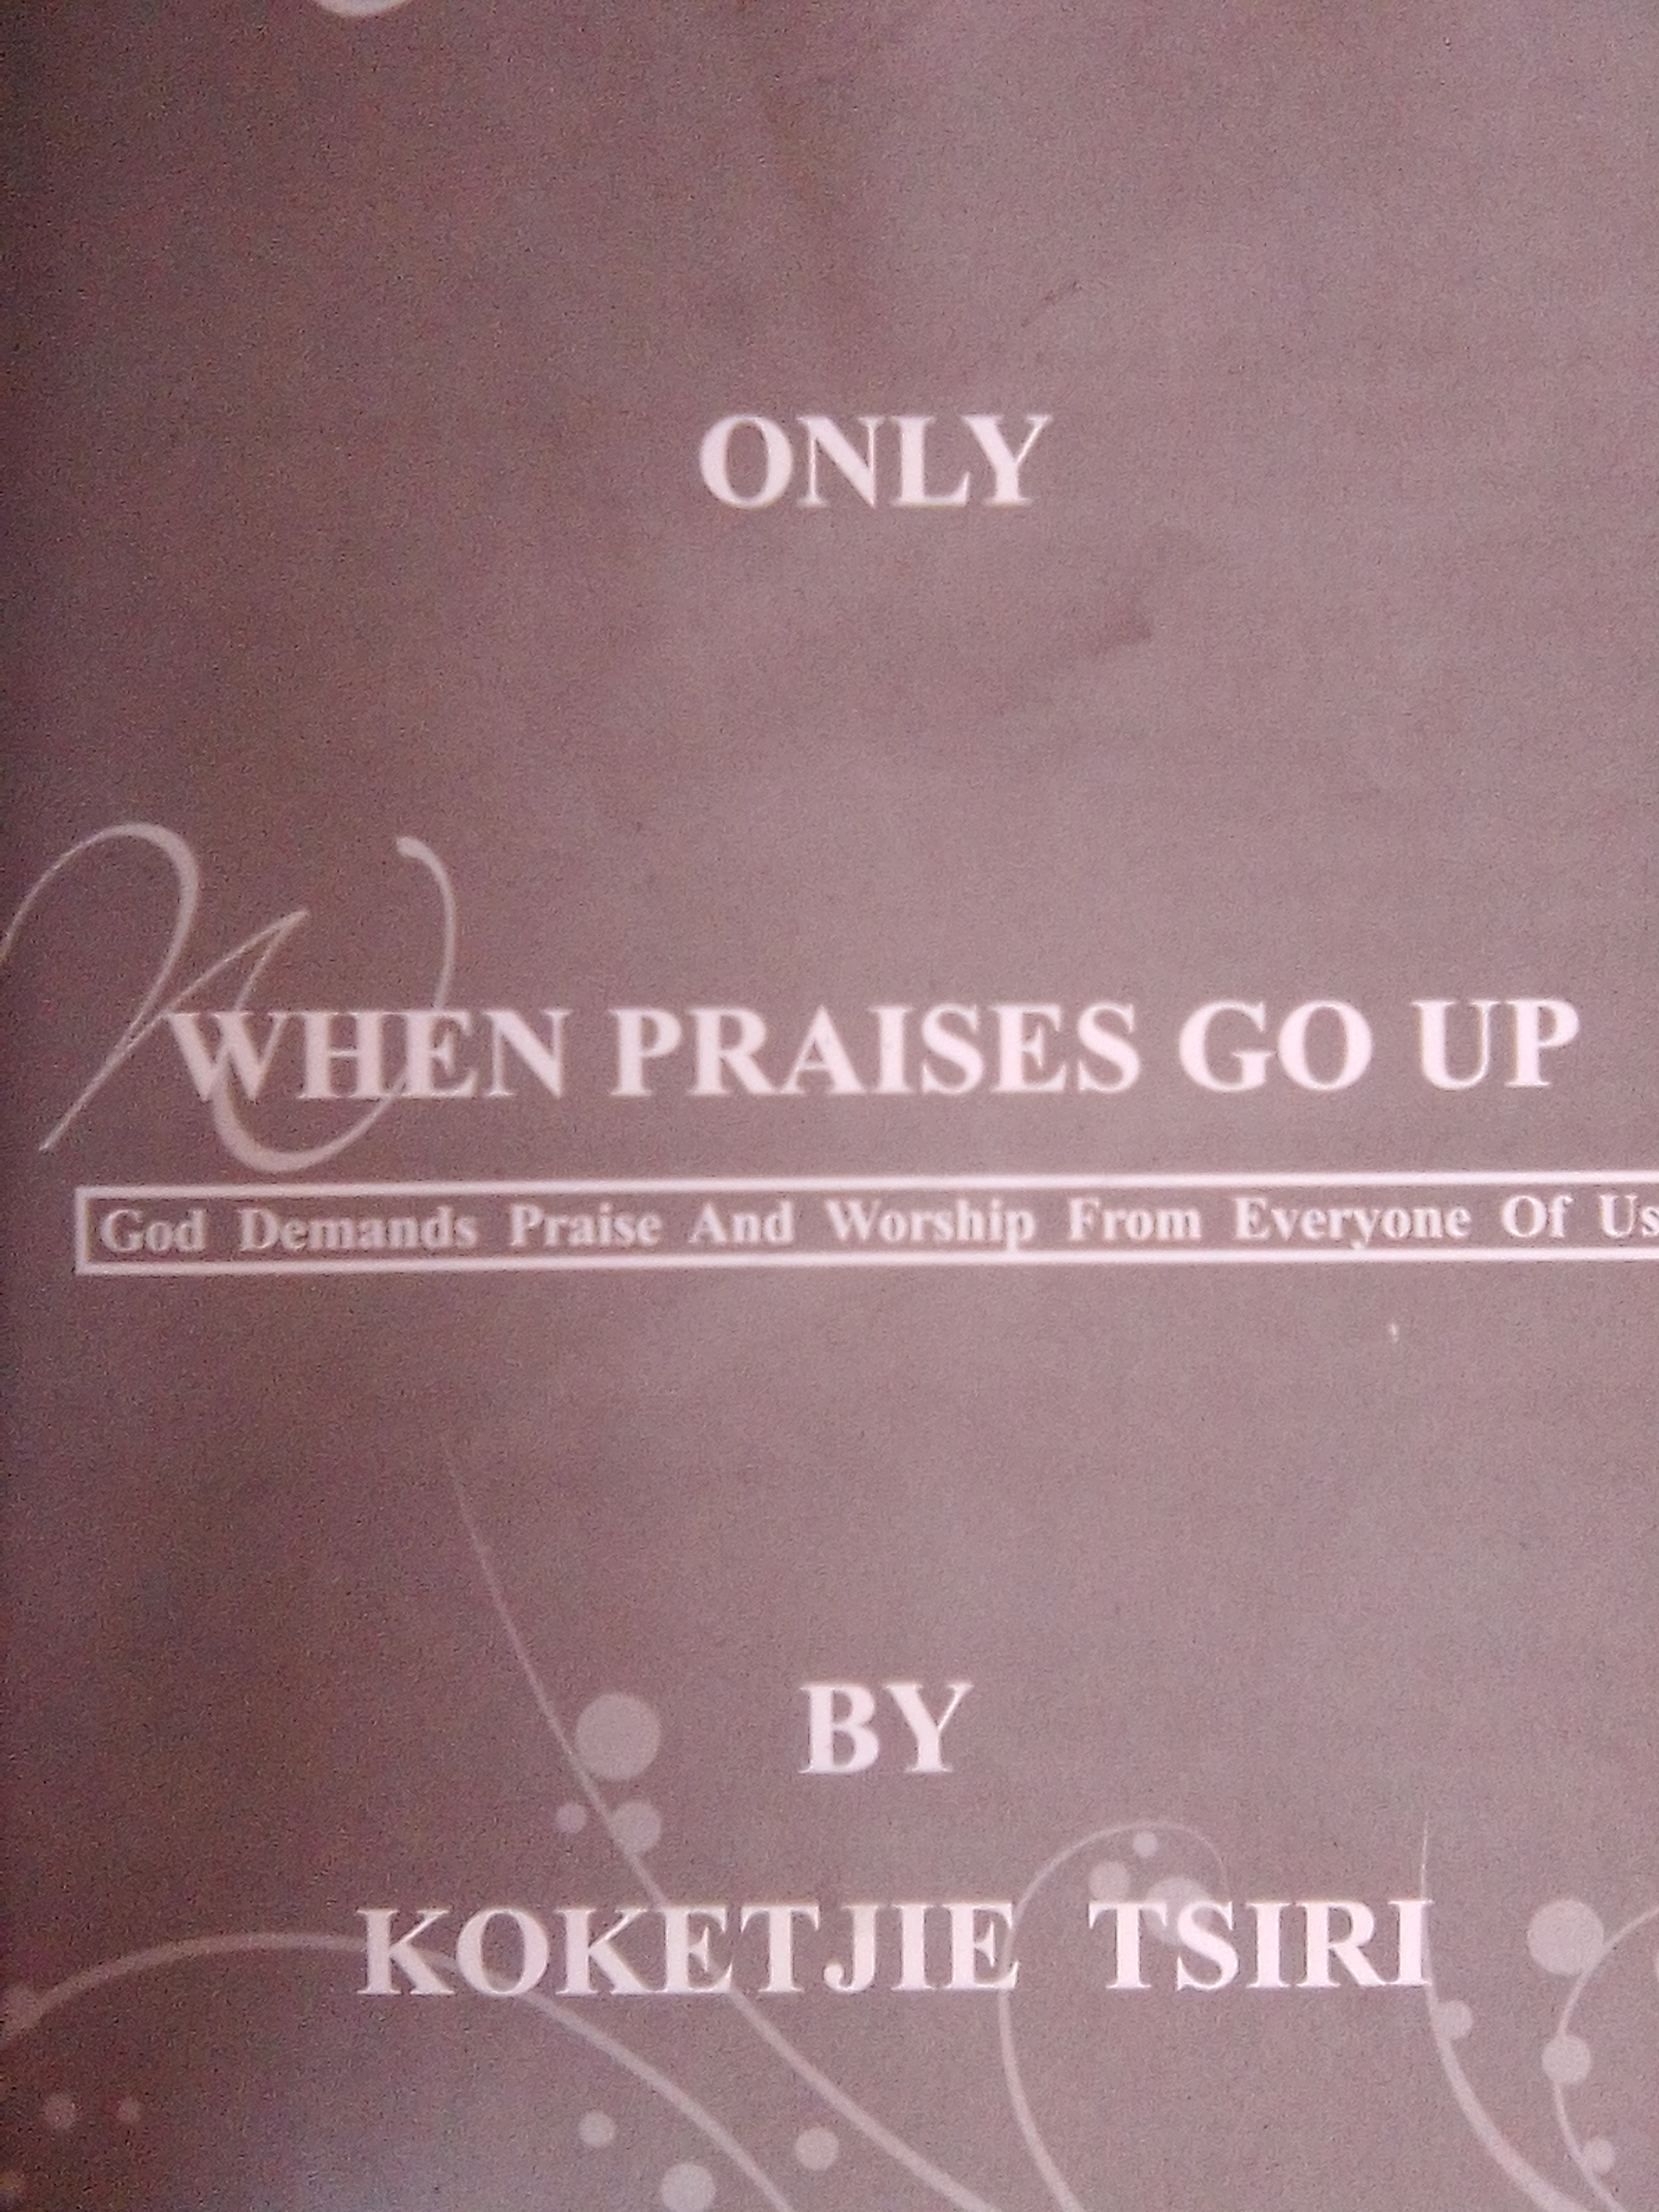 ONLY
WHEN PRAISES GO UP
God Demands Praise And Worship From Everyone Of Us
BY
KOKETJIE TSIRI